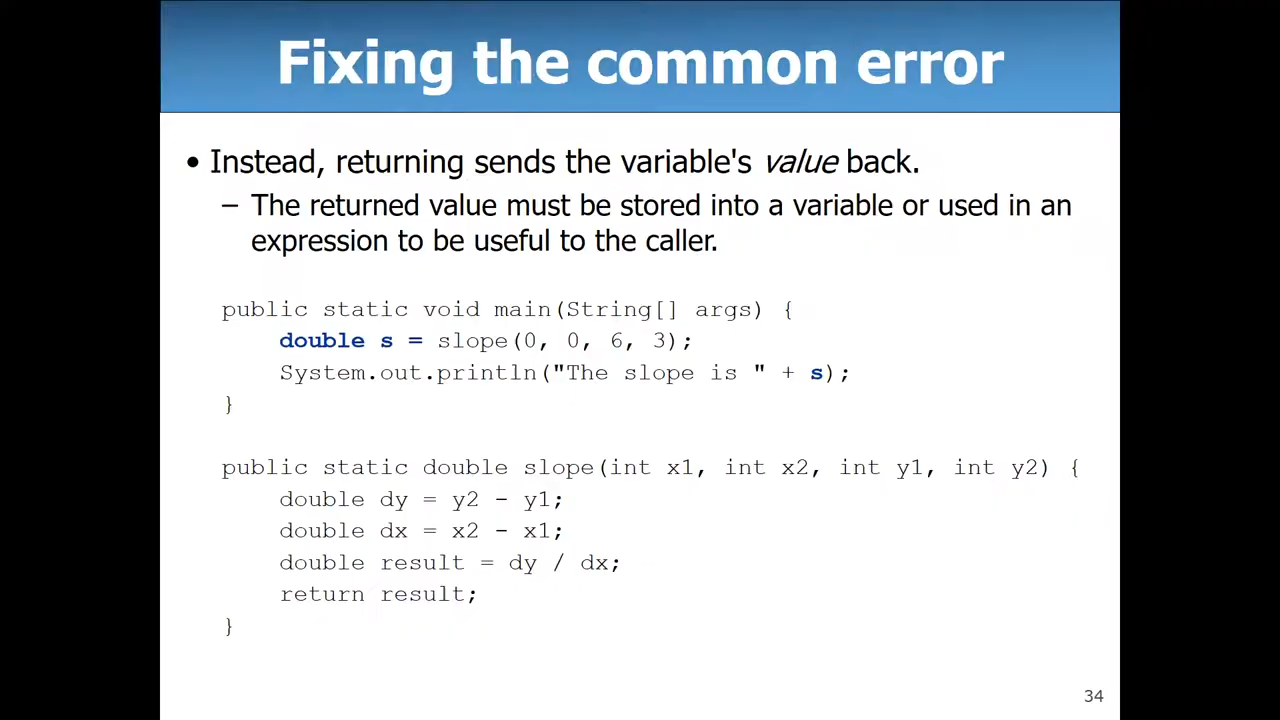 Fixing the common error
• Instead, returning sends the variable's value back.
– The returned value must be stored into a variable or used in an
expression to be useful to the caller.
public static void main(String[] args) {
    double s = slope(0, 0, 6, 3);
    System.out.println("The slope is " + s);
}
public static double slope(int x1, int x2, int y1, int y2) {
    double dy = y2 - y1;
    double dx = x2 - x1;
    double result = dy / dx;
    return result;
}
34